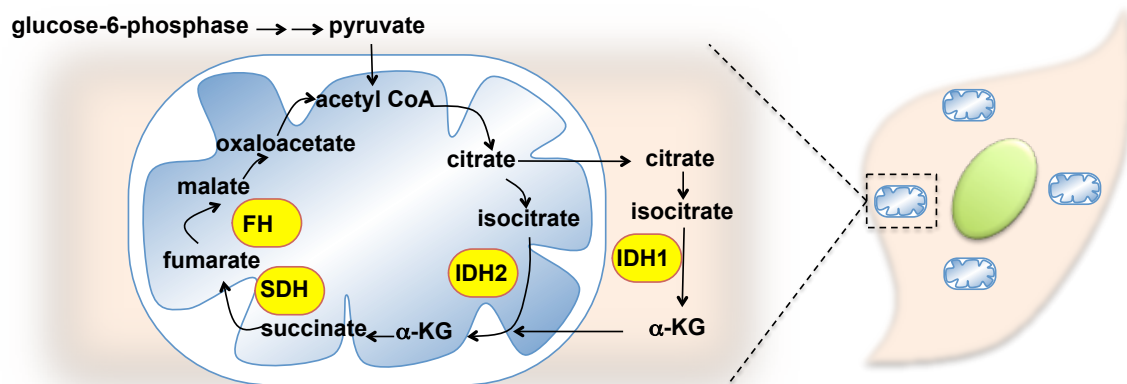 glucose-6-phosphase pyruvate
acetyl CoA
oxaloacetate
citrate citrate
malate
isocitrate isocitrate
FH
fumarate
IDH2 IDH1
SDH
succinate α-KG α-KG